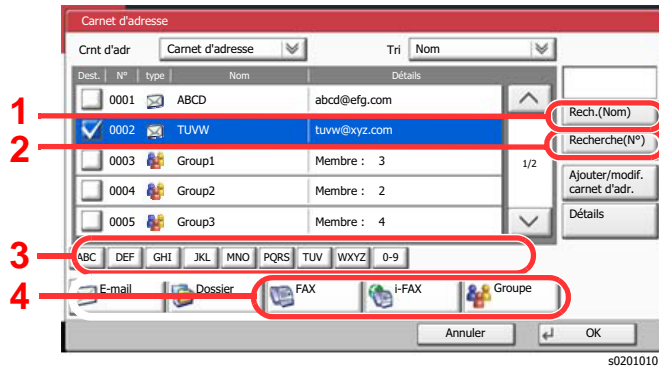 Carnet d'adresse
Crnt d'adr Carnet d'adresse Tri Nom
Dest. N° type Nom Détails
0001 ABCD abcd@efg.com
1 Rech.(Nom)
0002 TUVW tuvw@xyz.com
2 Recherche(N°)
0003 Group1 Membre : 3 1/2
Ajouter/modif.
carnet d'adr.
0004 Group2 Membre : 2
Détails
0005 Group3 Membre : 4
3 ABC DEF GHI JKL MNO PQRS TUV WXYZ 0-9
4 E-mail Dossier FAX i-FAX Groupe
Annuler OK
s0201010